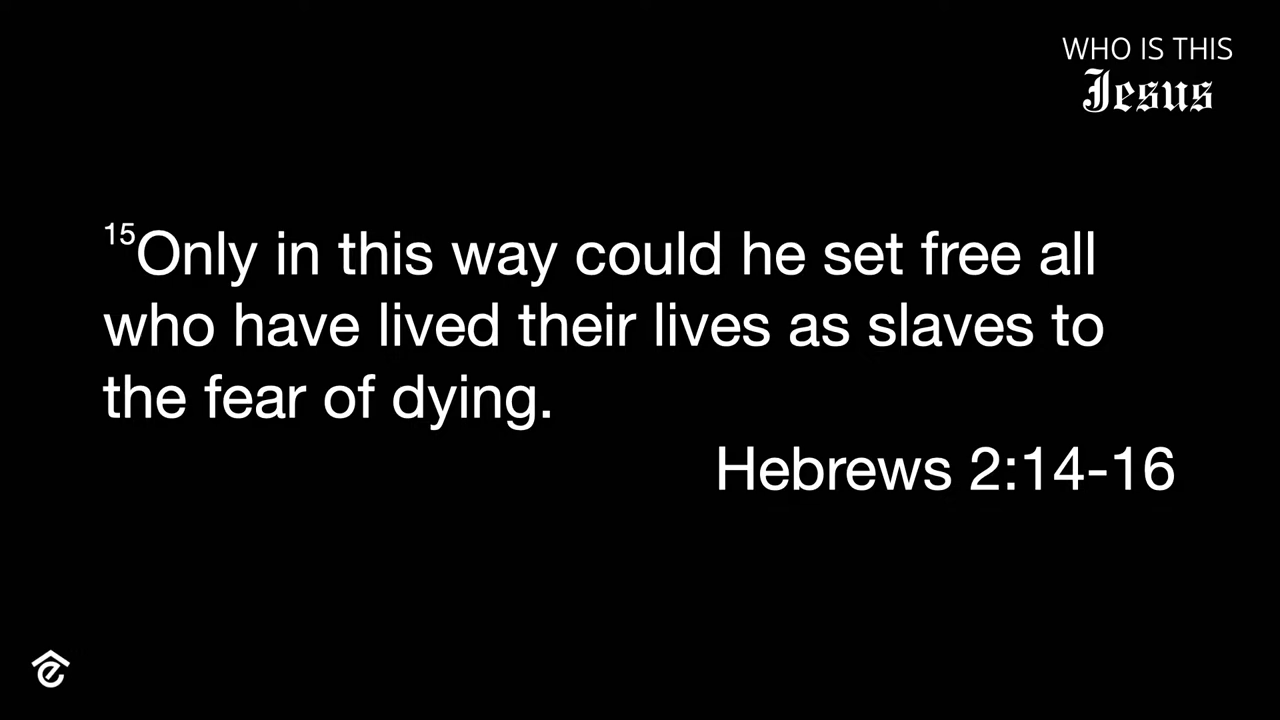 WHO IS THIS
Jesus
15Only in this way could he set free all
who have lived their lives as slaves to
the fear of dying.
Hebrews 2:14-16
e